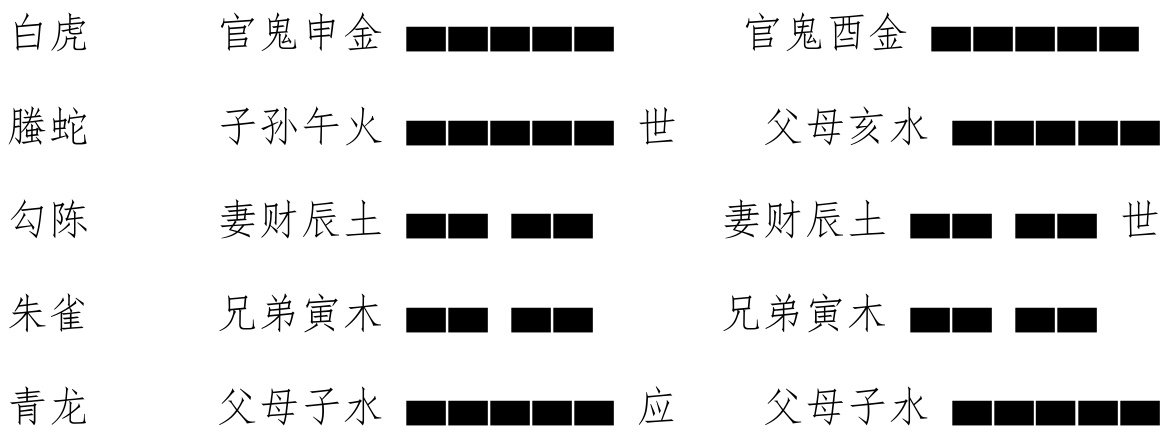 白虎 官鬼申金 官鬼酉金
螣蛇 子孙午火 世 父母亥水
勾陈 妻财辰土 妻财辰土 世
朱雀 兄弟寅木 兄弟寅木
青龙 父母子水 应 父母子水